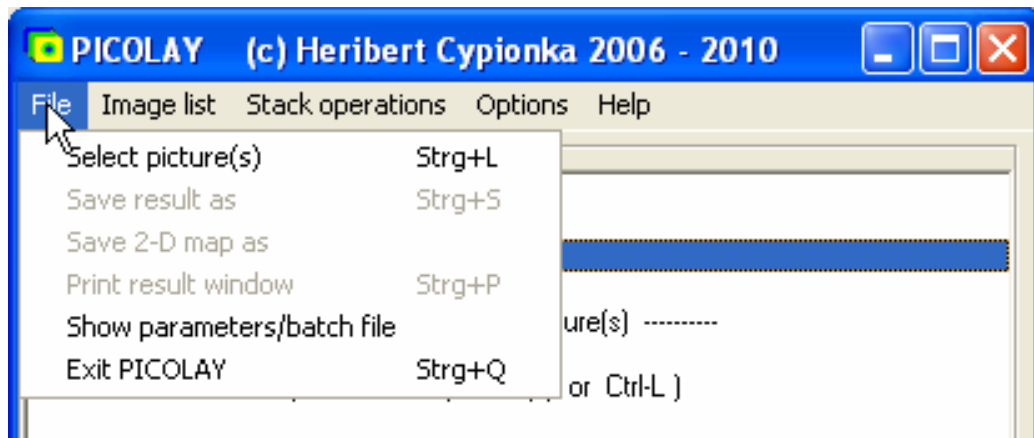 PICOLAY (c) Heribert Cypionka 2006 - 2010
File Image list Stack operations Options Help
Select picture(s) Strg+L
Save result as Strg+S
Save 2-D map as
Print result window Strg+P
Show parameters/batch file
Exit PICOLAY Strg+Q
ure(s) ----------
or Ctrl-L )